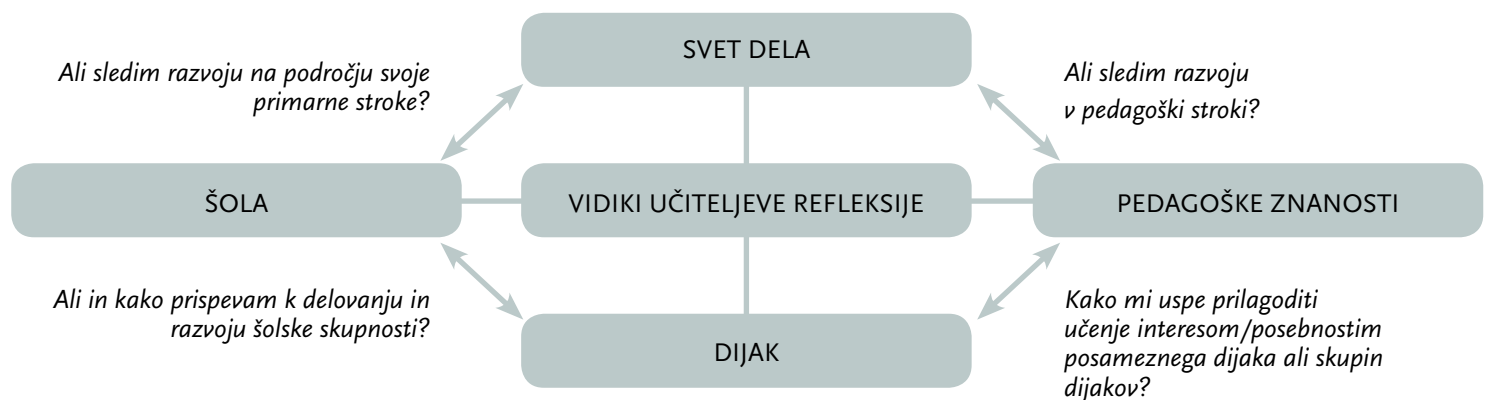 SVET DELA
Ali sledim razvoju na področju svoje
primarne stroke?
Ali sledim razvoju
v pedagoški stroki?
ŠOLA
VIDIKI UČITELJEVE REFLEKSIJE
PEDAGOŠKE ZNANOSTI
Ali in kako prispevam k delovanju in
razvoju šolske skupnosti?
Kako mi uspe prilagoditi
učenje interesom/posebnostim
posameznega dijaka ali skupin
dijakov?
DIJAK